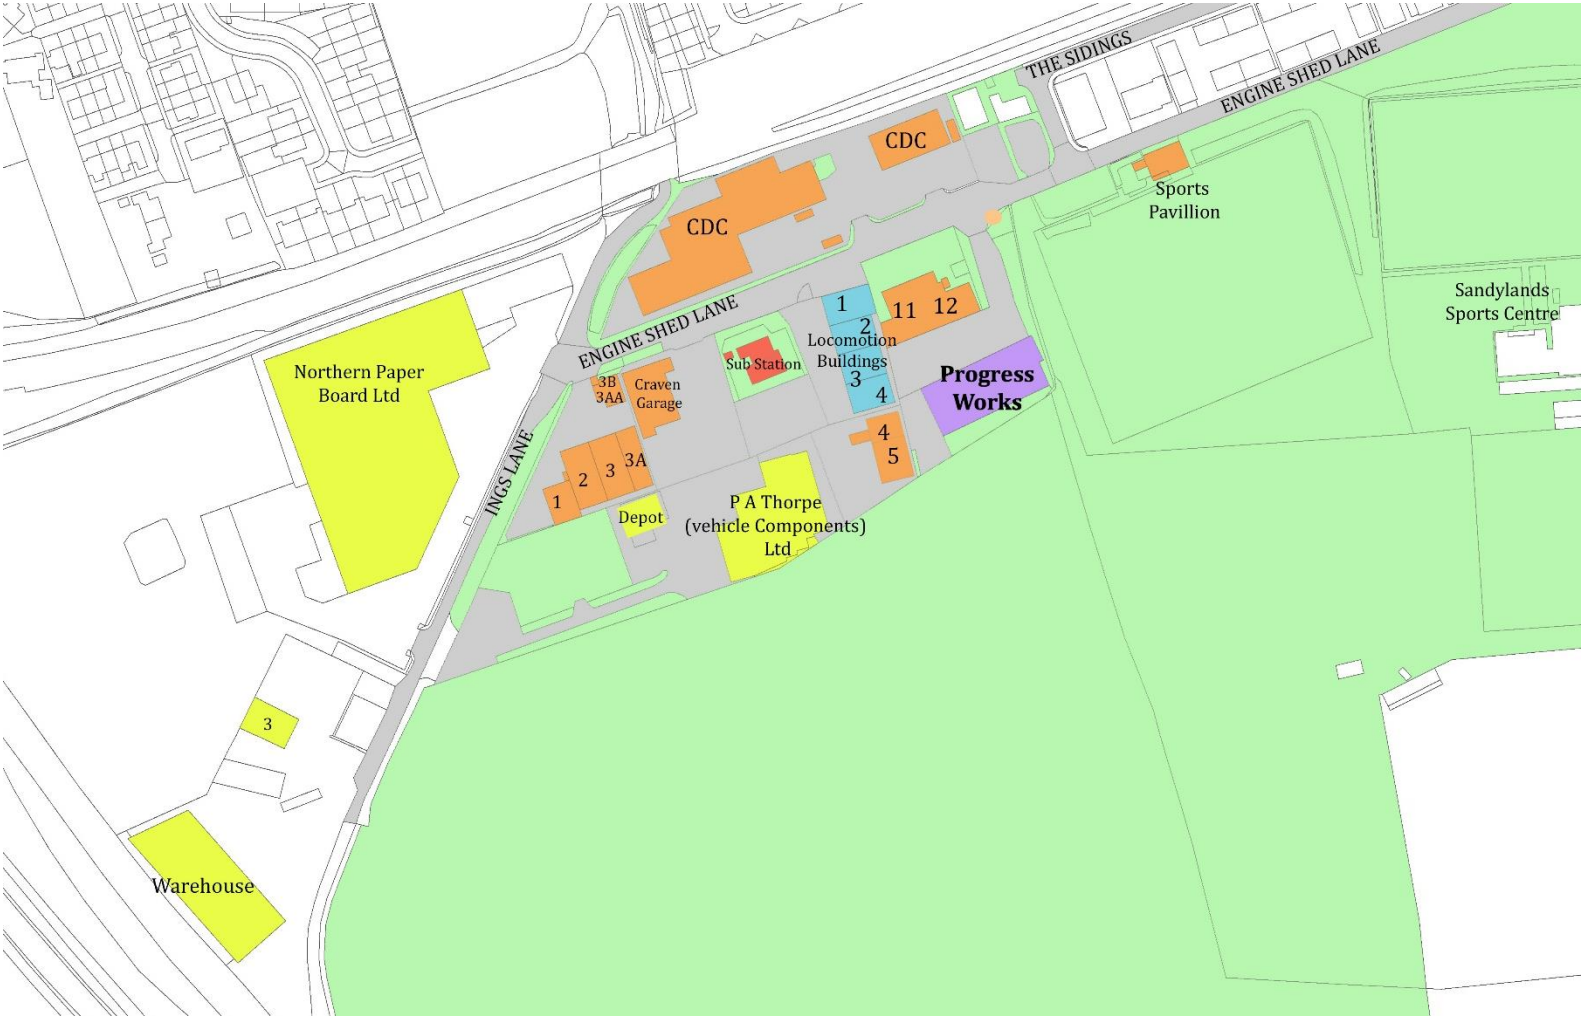 THE SIDINGS
ENGINE SHED LANE
CDC
Sports
Pavillion
CDC
Sandylands
Sports Centre
ENGINE SHED LANE
1
2
Locomotion
Buildings
3
4
11
12
Sub Station
Progress
Works
Northern Paper
Board Ltd
3B
3AA
Craven
Garage
4
5
INGS LANE
1
2
3
3A
Depot
P A Thorpe
(vehicle Components)
Ltd
3
Warehouse